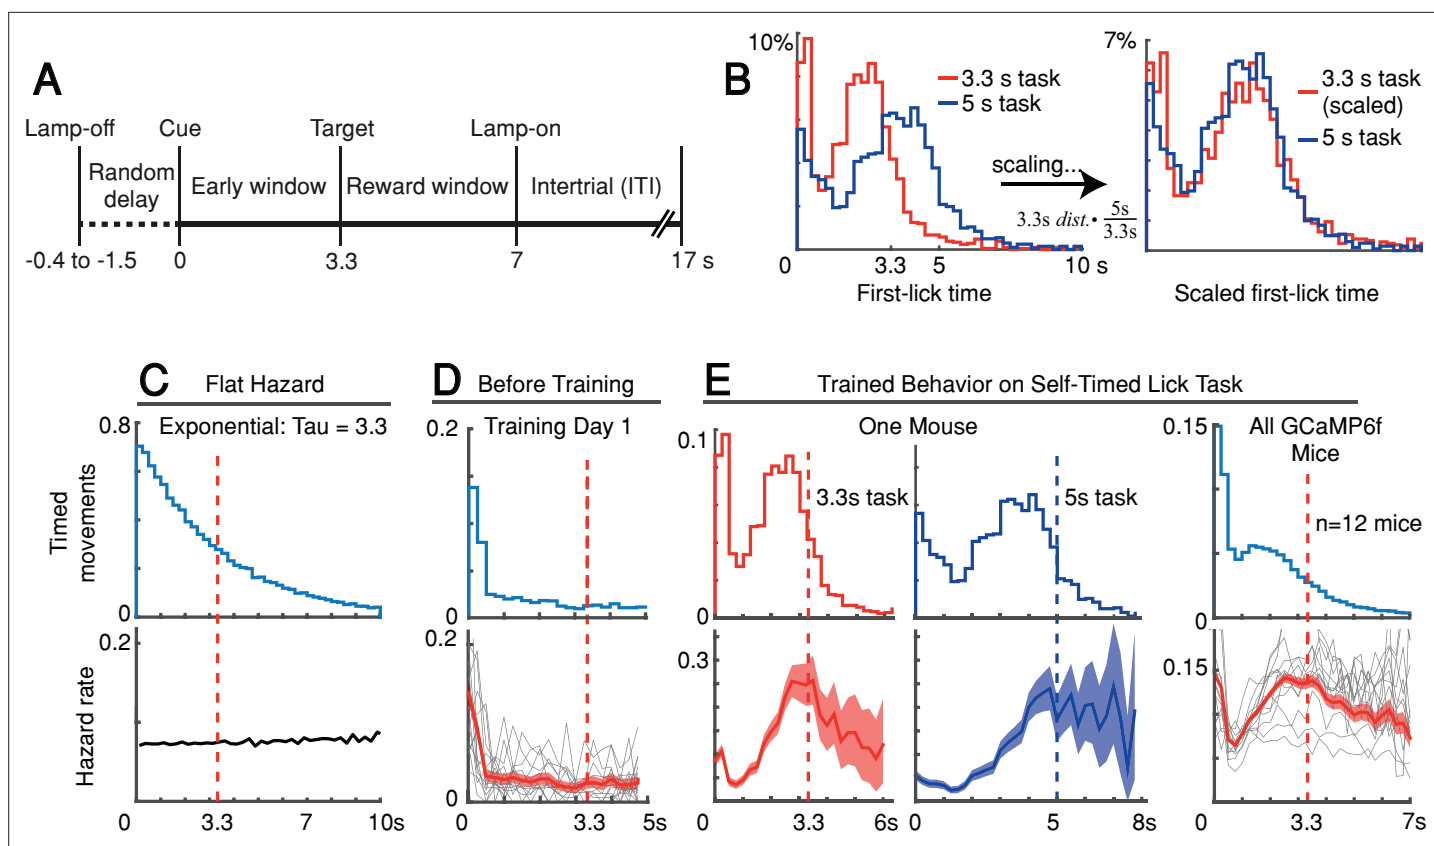 A
Lamp-off
Cue
Target
Lamp-on
Random
delay
Early window
Reward window
Intertrial (ITI)
-0.4 to -1.5
0
3.3
7
17 s
B
10%
3.3 s task
5 s task
0
3.3
5
10 s
First-lick time
scaling...
3.3s dist.• 5s
3.3s
7%
3.3 s task
(scaled)
5 s task
Scaled first-lick time
C
Flat Hazard
Exponential: Tau = 3.3
0.8
Timed
movements
0
0.2
Hazard rate
0
0
3.3
7
10s
D
Before Training
Training Day 1
0.2
0
0.2
0
0
3.3
5s
E
Trained Behavior on Self-Timed Lick Task
One Mouse
0.1
3.3s task
0
0.3
0
3.3
6s
5s task
0
5
8s
All GCaMP6f
Mice
0.15
n=12 mice
0
0.15
0
3.3
7s